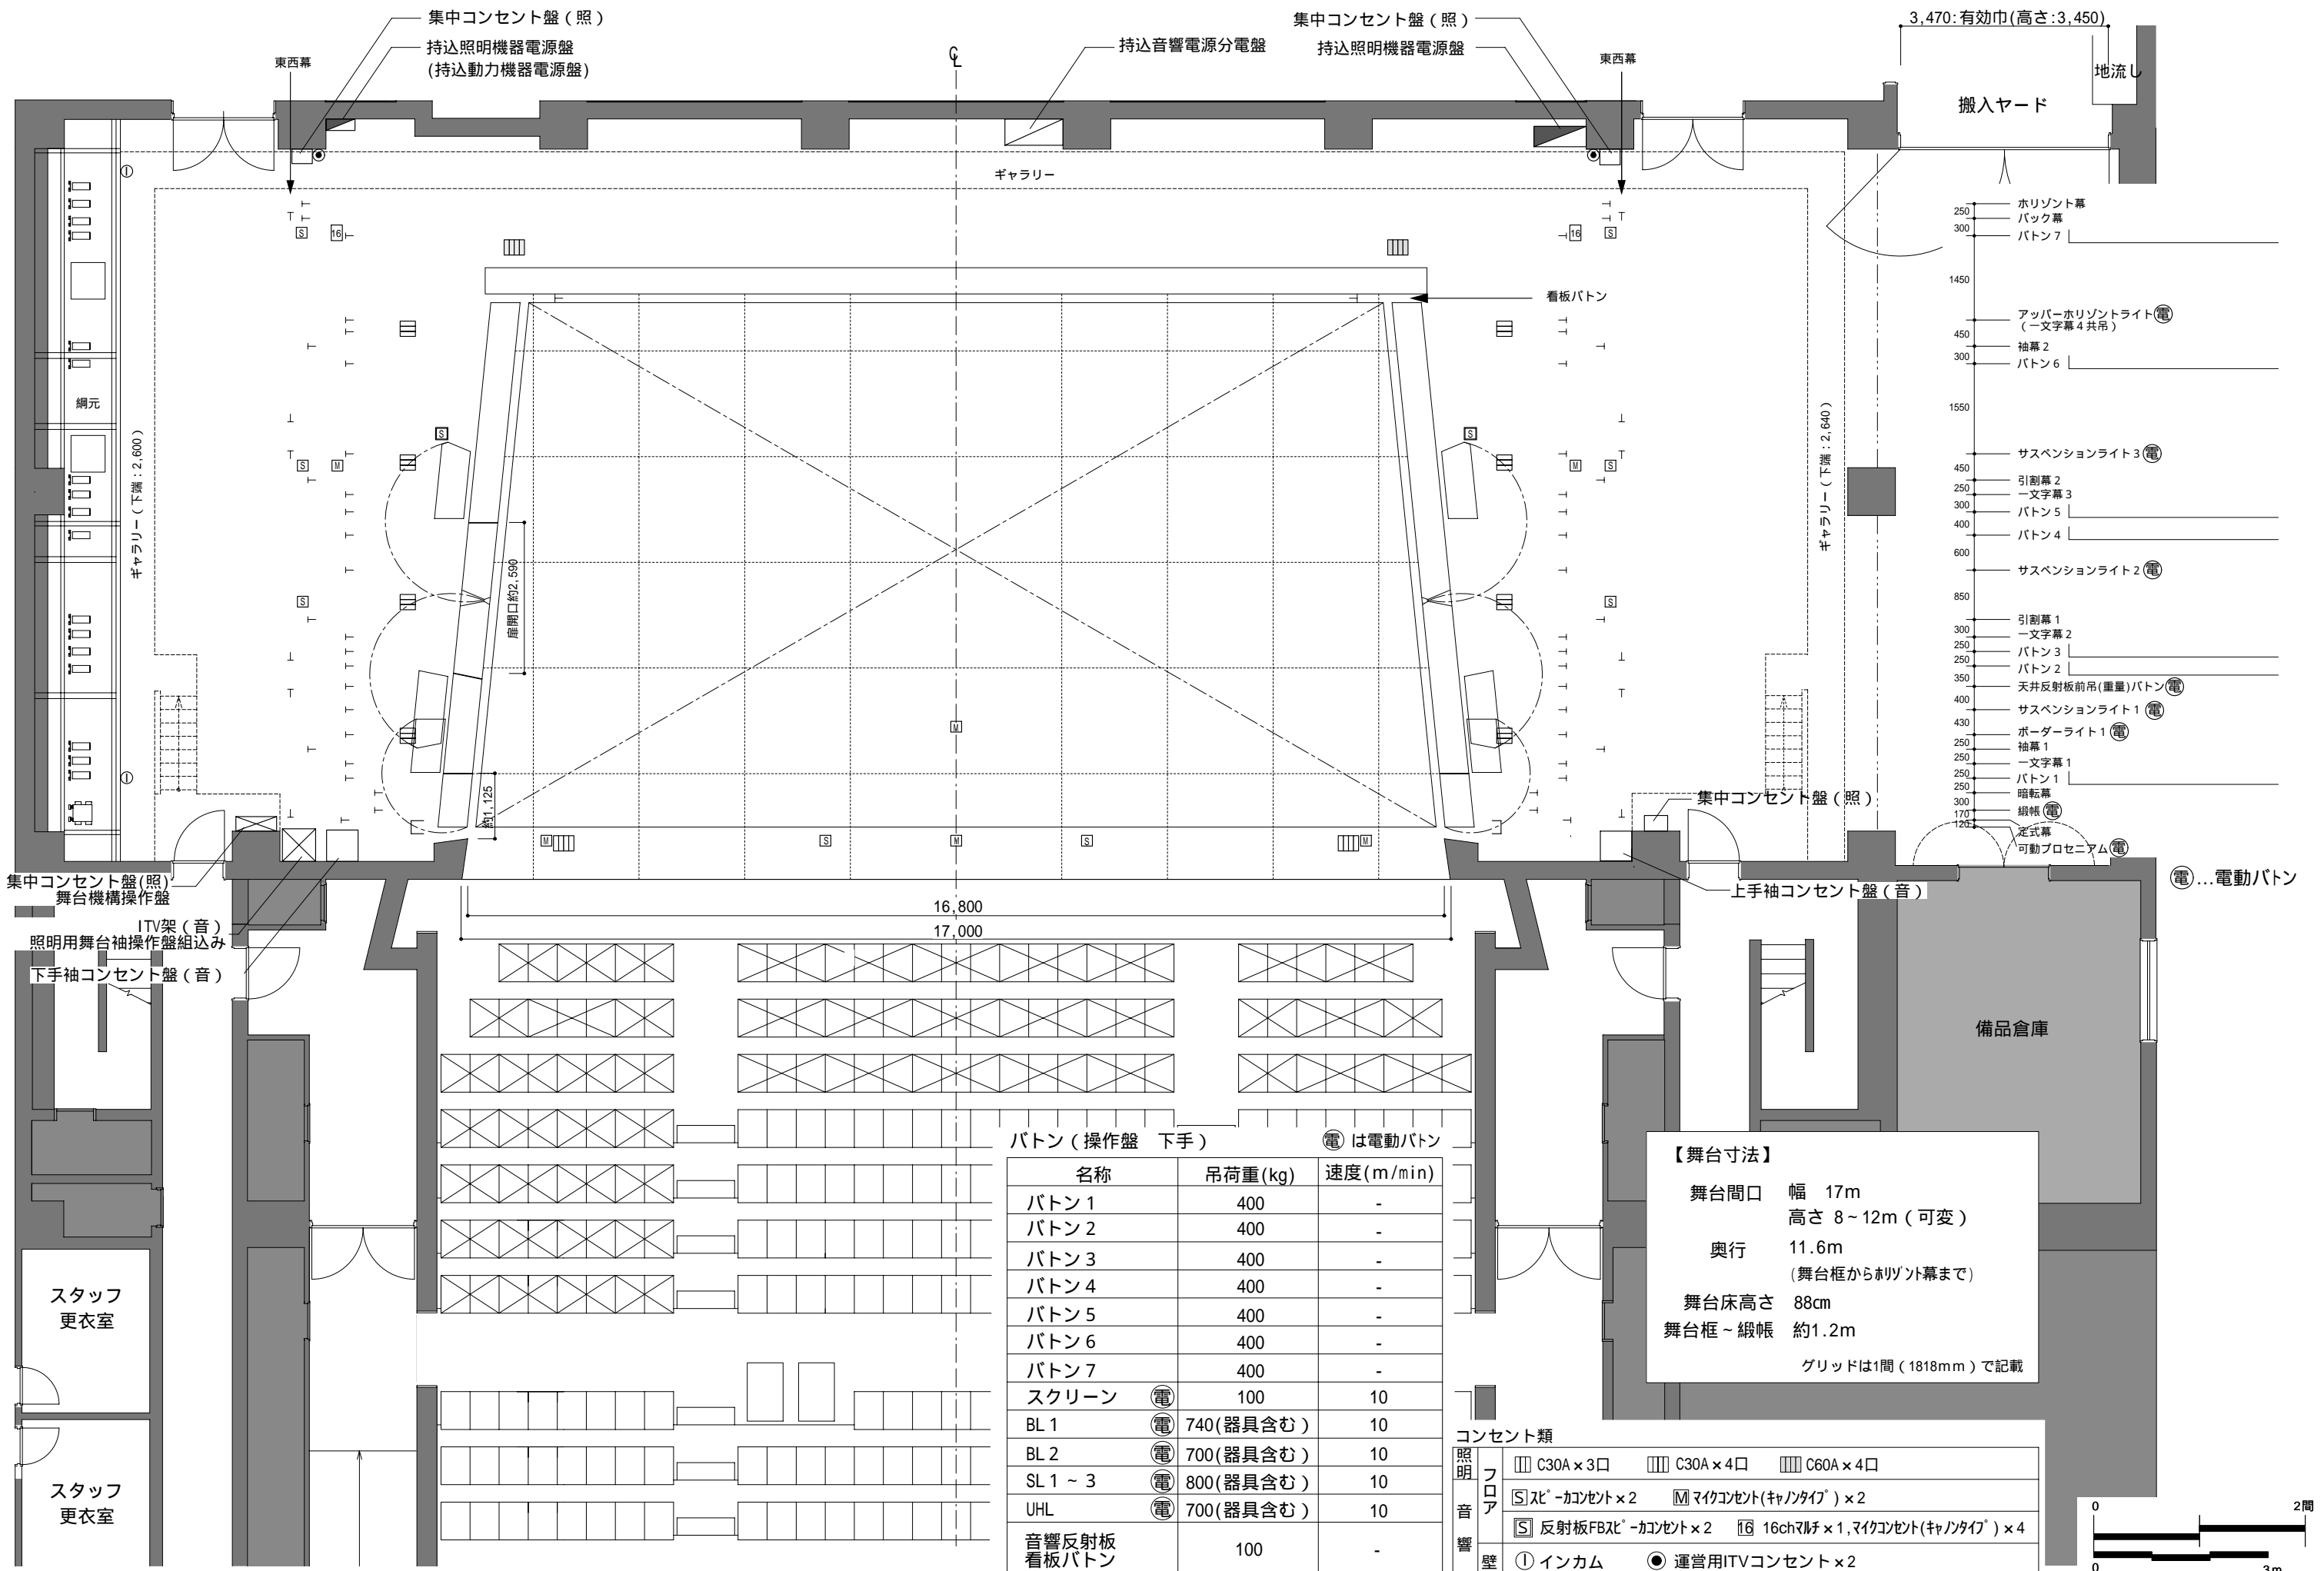 集中コンセント盤（照）
持込照明機器電源盤
(持込動力機器電源盤)
東西幕
℄
持込音響電源分電盤
集中コンセント盤（照）
持込照明機器電源盤
東西幕
3,470:有効巾(高さ:3,450)
地流し
搬入ヤード
ギャラリー
S
16
16
S
看板バトン
綱元
ギャラリー（下端：2,600）
ギャラリー（下端：2,640）
S
S
S
M
M
S
S
S
扉開口約2,590
約1,125
M
M
S
M
S
M
ホリゾント幕
250
バック幕
300
バトン７
1450
アッパーホリゾントライト電
（一文字幕４共吊）
450
袖幕２
300
バトン６
1550
サスペンションライト３電
450
引割幕２
250
一文字幕３
300
バトン５
400
バトン４
600
サスペンションライト２電
850
引割幕１
300
一文字幕２
250
バトン３
250
バトン２
350
天井反射板前吊(重量)バトン電
400
サスペンションライト１電
430
ボーダーライト１電
250
袖幕１
250
一文字幕１
250
バトン１
250
暗転幕
300
緞帳電
170
定式幕
120
可動プロセニアム電
電…電動バトン
集中コンセント盤（照）
上手袖コンセント盤（音）
集中コンセント盤(照)
舞台機構操作盤
ITV架（音）
照明用舞台袖操作盤組込み
下手袖コンセント盤（音）
16,800
17,000
備品倉庫
スタッフ
更衣室
スタッフ
更衣室
バトン（操作盤　下手）　電は電動バトン
名称 吊荷重(kg) 速度(m/min)
バトン１ 400 -
バトン２ 400 -
バトン３ 400 -
バトン４ 400 -
バトン５ 400 -
バトン６ 400 -
バトン７ 400 -
スクリーン 電 100 10
BL１ 電 740(器具含む） 10
BL２ 電 700(器具含む） 10
SL１～３ 電 800(器具含む） 10
UHL 電 700(器具含む） 10
音響反射板
看板バトン 100 -
【舞台寸法】
舞台間口　幅　17m
高さ 8～12m（可変）
奥行　11.6m
(舞台框からﾎﾘｿﾞﾝﾄ幕まで)
舞台床高さ　88㎝
舞台框～緞帳　約1.2m
グリッドは1間（1818mm）で記載
コンセント類
照明
フロア
C30A×3口　C30A×4口　C60A×4口
音響
S ｽﾋﾟｰｶｺﾝｾﾝﾄ×2　M ﾏｲｸｺﾝｾﾝﾄ(ｷｬﾉﾝﾀｲﾌﾟ)×2
S 反射板FBｽﾋﾟｰｶｺﾝｾﾝﾄ×2　16 16chﾏﾙﾁ×1,ﾏｲｸｺﾝｾﾝﾄ(ｷｬﾉﾝﾀｲﾌﾟ)×4
壁
インカム　運営用ITVコンセント×2
0
2間
0
3m